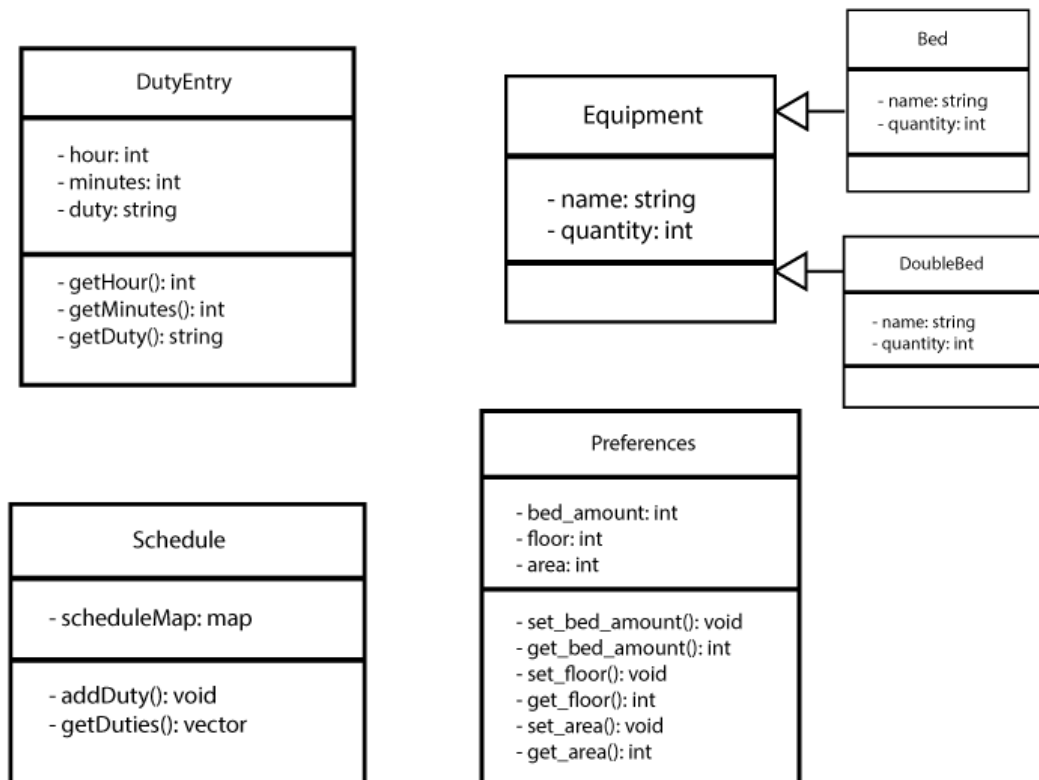 DutyEntry
- hour: int
- minutes: int
- duty: string
- getHour(): int
- getMinutes(): int
- getDuty(): string
Equipment
- name: string
- quantity: int
Bed
- name: string
- quantity: int
DoubleBed
- name: string
- quantity: int
Schedule
- scheduleMap: map
- addDuty(): void
- getDuties(): vector
Preferences
- bed_amount: int
- floor: int
- area: int
- set_bed_amount(): void
- get_bed_amount(): int
- set_floor(): void
- get_floor(): int
- set_area(): void
- get_area(): int